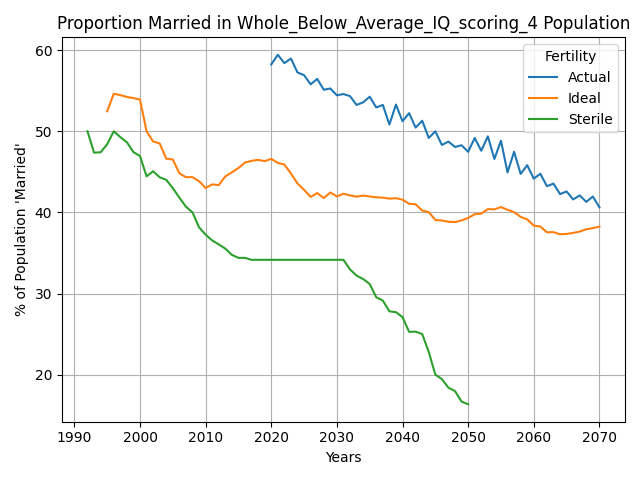 Proportion Married in Whole_Below_Average_IQ_scoring_4 Population
% of Population 'Married'
60
50
40
30
20
Fertility
Actual
Ideal
Sterile
1990 2000 2010 2020 2030 2040 2050 2060 2070
Years